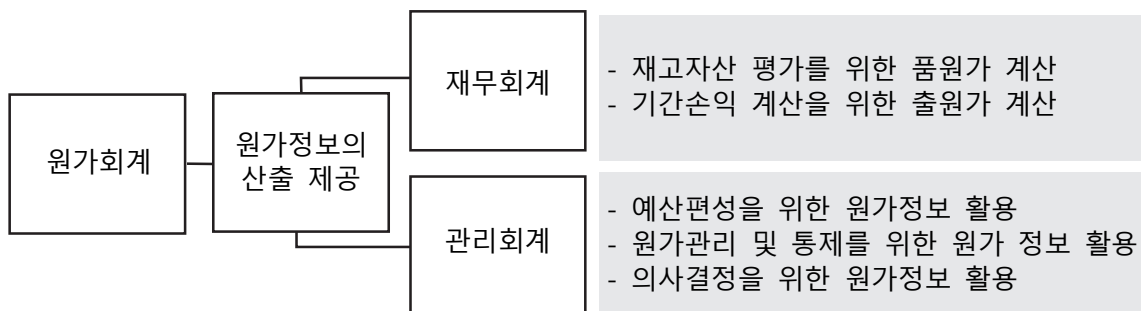 원가회계
원가정보의
산출 제공
재무회계
- 재고자산 평가를 위한 품원가 계산
- 기간손익 계산을 위한 출원가 계산
관리회계
- 예산편성을 위한 원가정보 활용
- 원가관리 및 통제를 위한 원가 정보 활용
- 의사결정을 위한 원가정보 활용